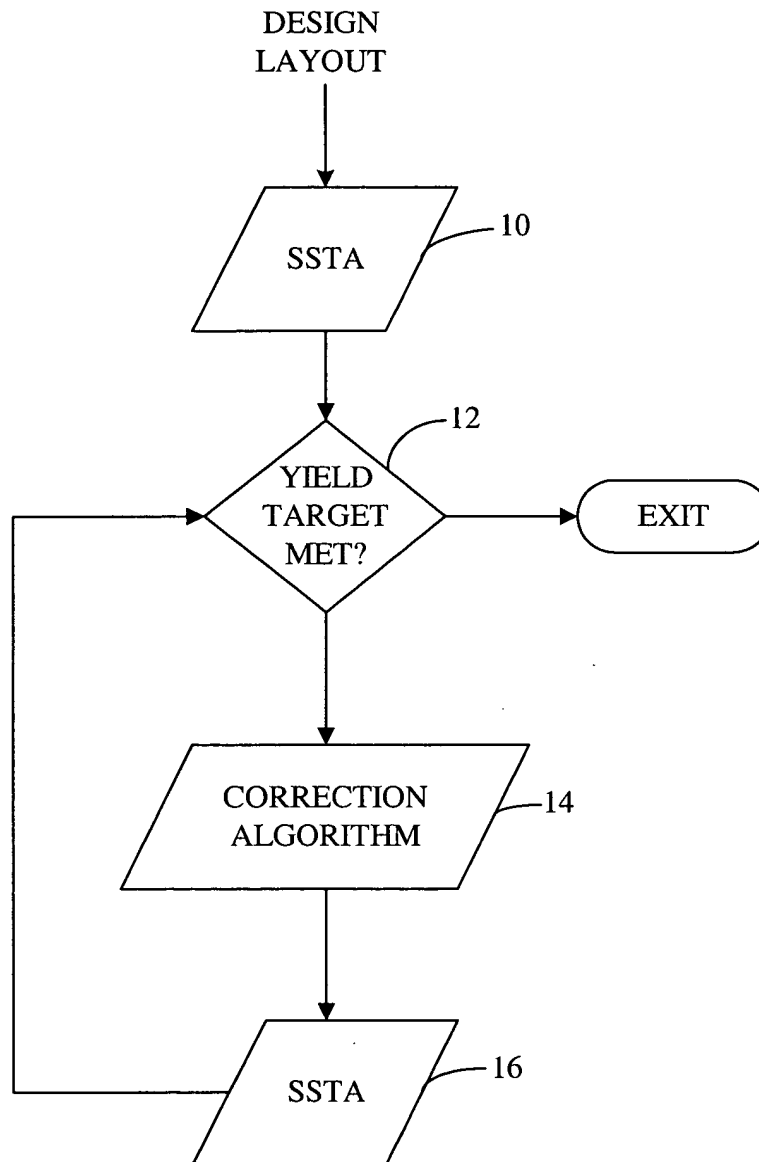 DESIGN
LAYOUT
SSTA
10
12
YIELD
TARGET
MET?
EXIT
CORRECTION
ALGORITHM
14
SSTA
16